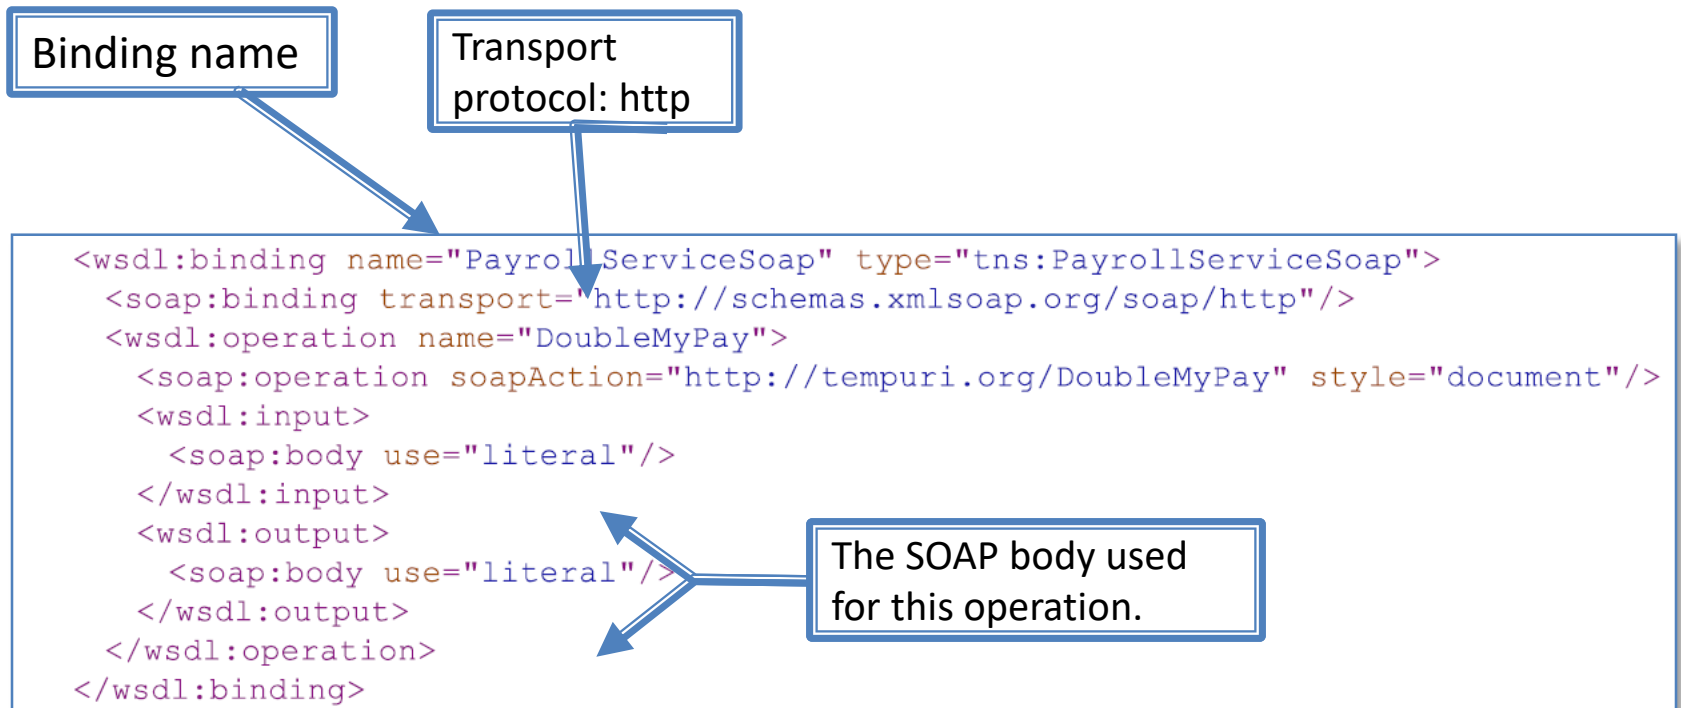 Binding name
Transport
protocol: http
<wsdl:binding name="PayrollServiceSoap" type="tns:PayrollServiceSoap">
<soap:binding transport="http://schemas.xmlsoap.org/soap/http"/>
<wsdl:operation name="DoubleMyPay">
<soap:operation soapAction="http://tempuri.org/DoubleMyPay" style="document"/>
<wsdl:input>
<soap:body use="literal"/>
</wsdl:input>
<wsdl:output>
<soap:body use="literal"/>
</wsdl:output>
</wsdl:operation>
</wsdl:binding>
The SOAP body used
for this operation.